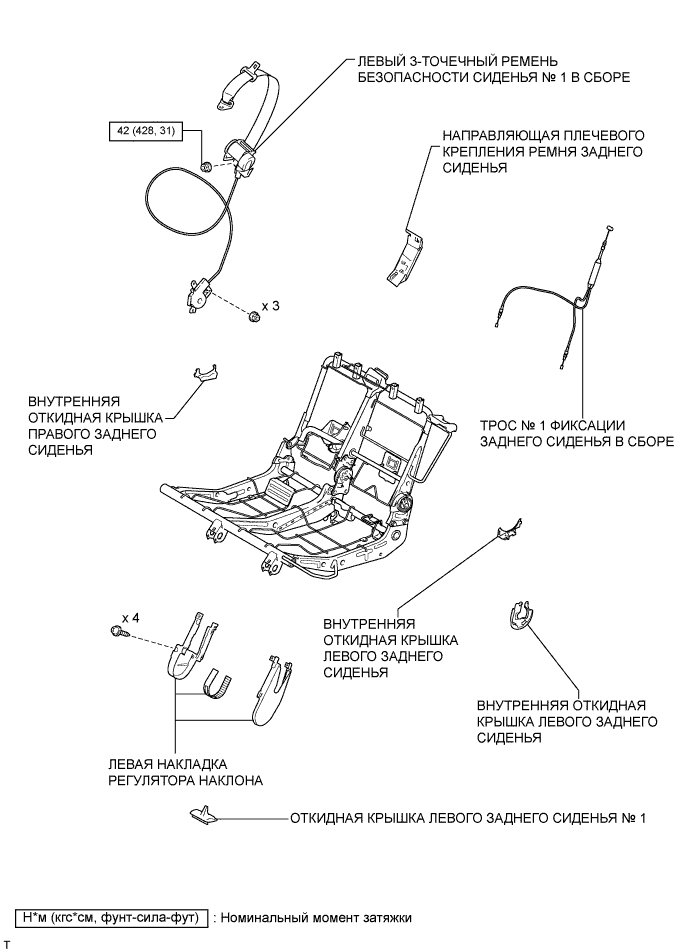 ЛЕВЫЙ 3-ТОЧЕЧНЫЙ РЕМЕНЬ
БЕЗОПАСНОСТИ СИДЕНЬЯ № 1 В СБОРЕ
42 (428, 31)
НАПРАВЛЯЮЩАЯ ПЛЕЧЕВОГО
КРЕПЛЕНИЯ РЕМНЯ ЗАДНЕГО
СИДЕНЬЯ
x 3
ВНУТРЕННЯЯ
ОТКИДНАЯ КРЫШКА
ПРАВОГО ЗАДНЕГО
СИДЕНЬЯ
ТРОС № 1 ФИКСАЦИИ
ЗАДНЕГО СИДЕНЬЯ В СБОРЕ
x 4
ВНУТРЕННЯЯ
ОТКИДНАЯ КРЫШКА
ЛЕВОГО ЗАДНЕГО
СИДЕНЬЯ
ВНУТРЕННЯЯ ОТКИДНАЯ
КРЫШКА ЛЕВОГО ЗАДНЕГО
СИДЕНЬЯ
ЛЕВАЯ НАКЛАДКА
РЕГУЛЯТОРА НАКЛОНА
ОТКИДНАЯ КРЫШКА ЛЕВОГО ЗАДНЕГО СИДЕНЬЯ № 1
Н*м (кгс*см, фунт-сила-фут) : Номинальный момент затяжки
T